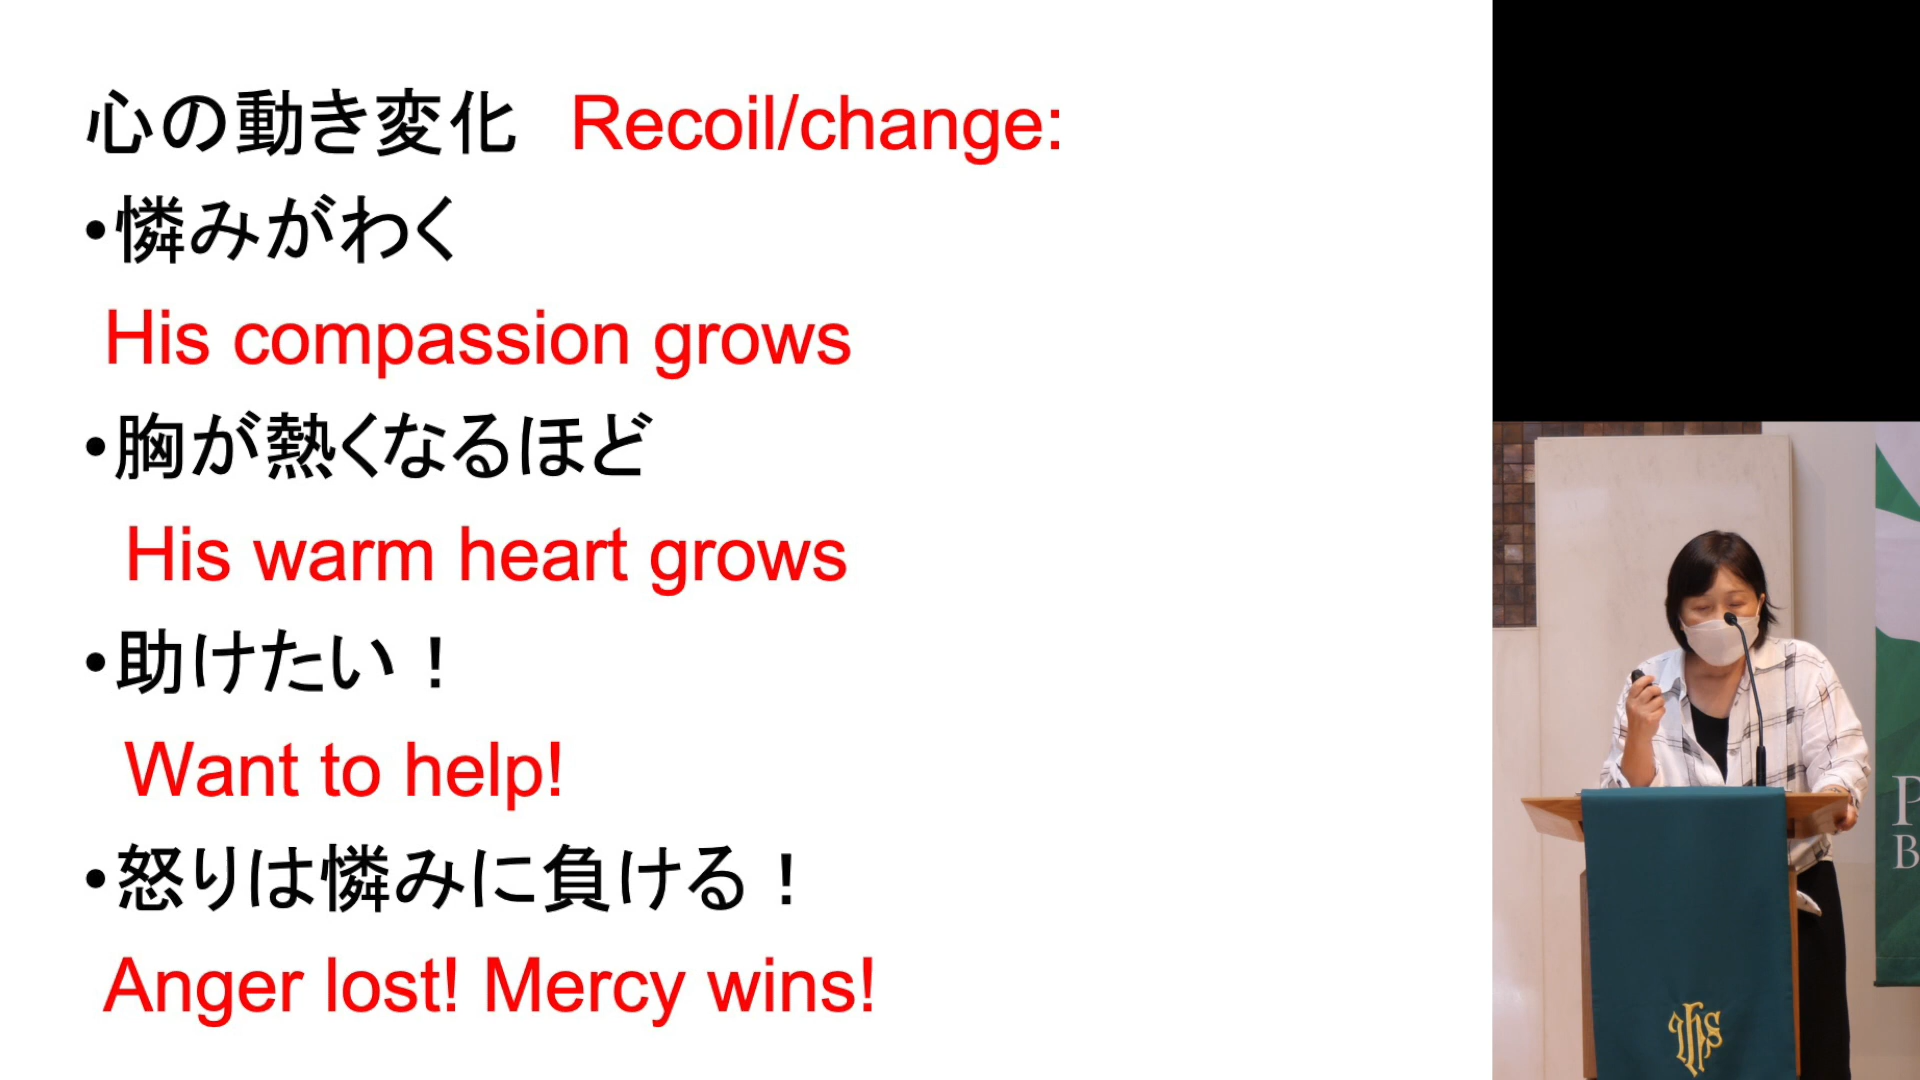 心の動き変化 Recoil/change:
•憐みがわく
His compassion grows
•胸が熱くなるほど
His warm heart grows
•助けたい！
Want to help!
•怒りは憐みに負ける！
Anger lost! Mercy wins!
P
B
IHS